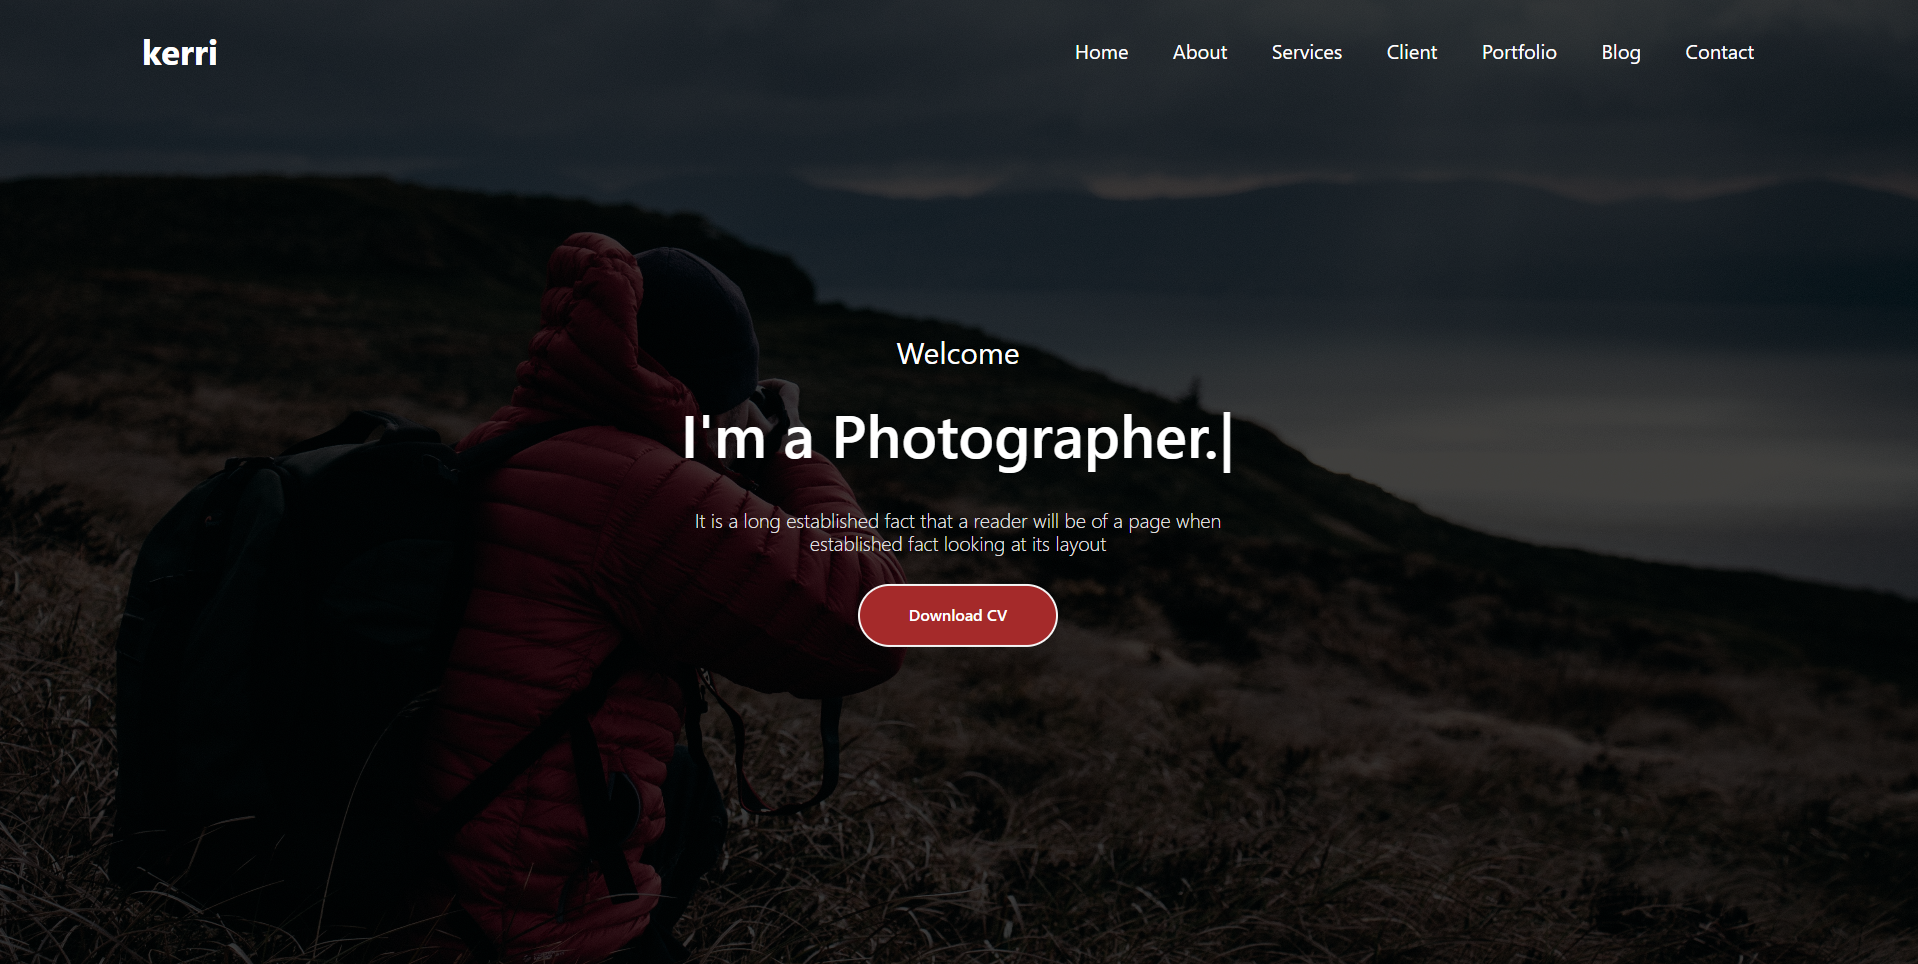 kerri
Home About Services Client Portfolio Blog Contact
Welcome
I'm a Photographer.|
It is a long established fact that a reader will be of a page when
established fact looking at its layout
Download CV